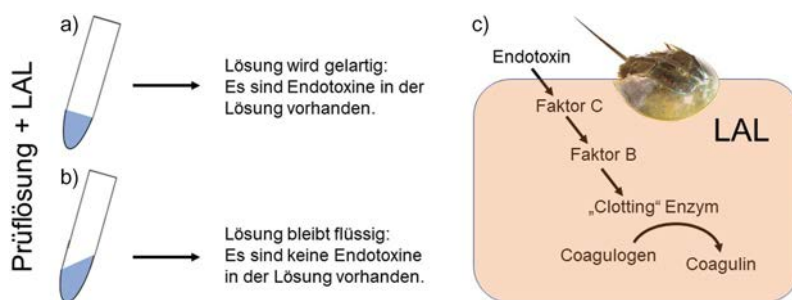 Prüflösung + LAL
a)
Lösung wird gelartig:
Es sind Endotoxine in der
Lösung vorhanden.
b)
Lösung bleibt flüssig:
Es sind keine Endotoxine
in der Lösung vorhanden.
c)
Endotoxin
LAL
Faktor C
Faktor B
„Clotting“ Enzym
Coagulogen
Coagulin